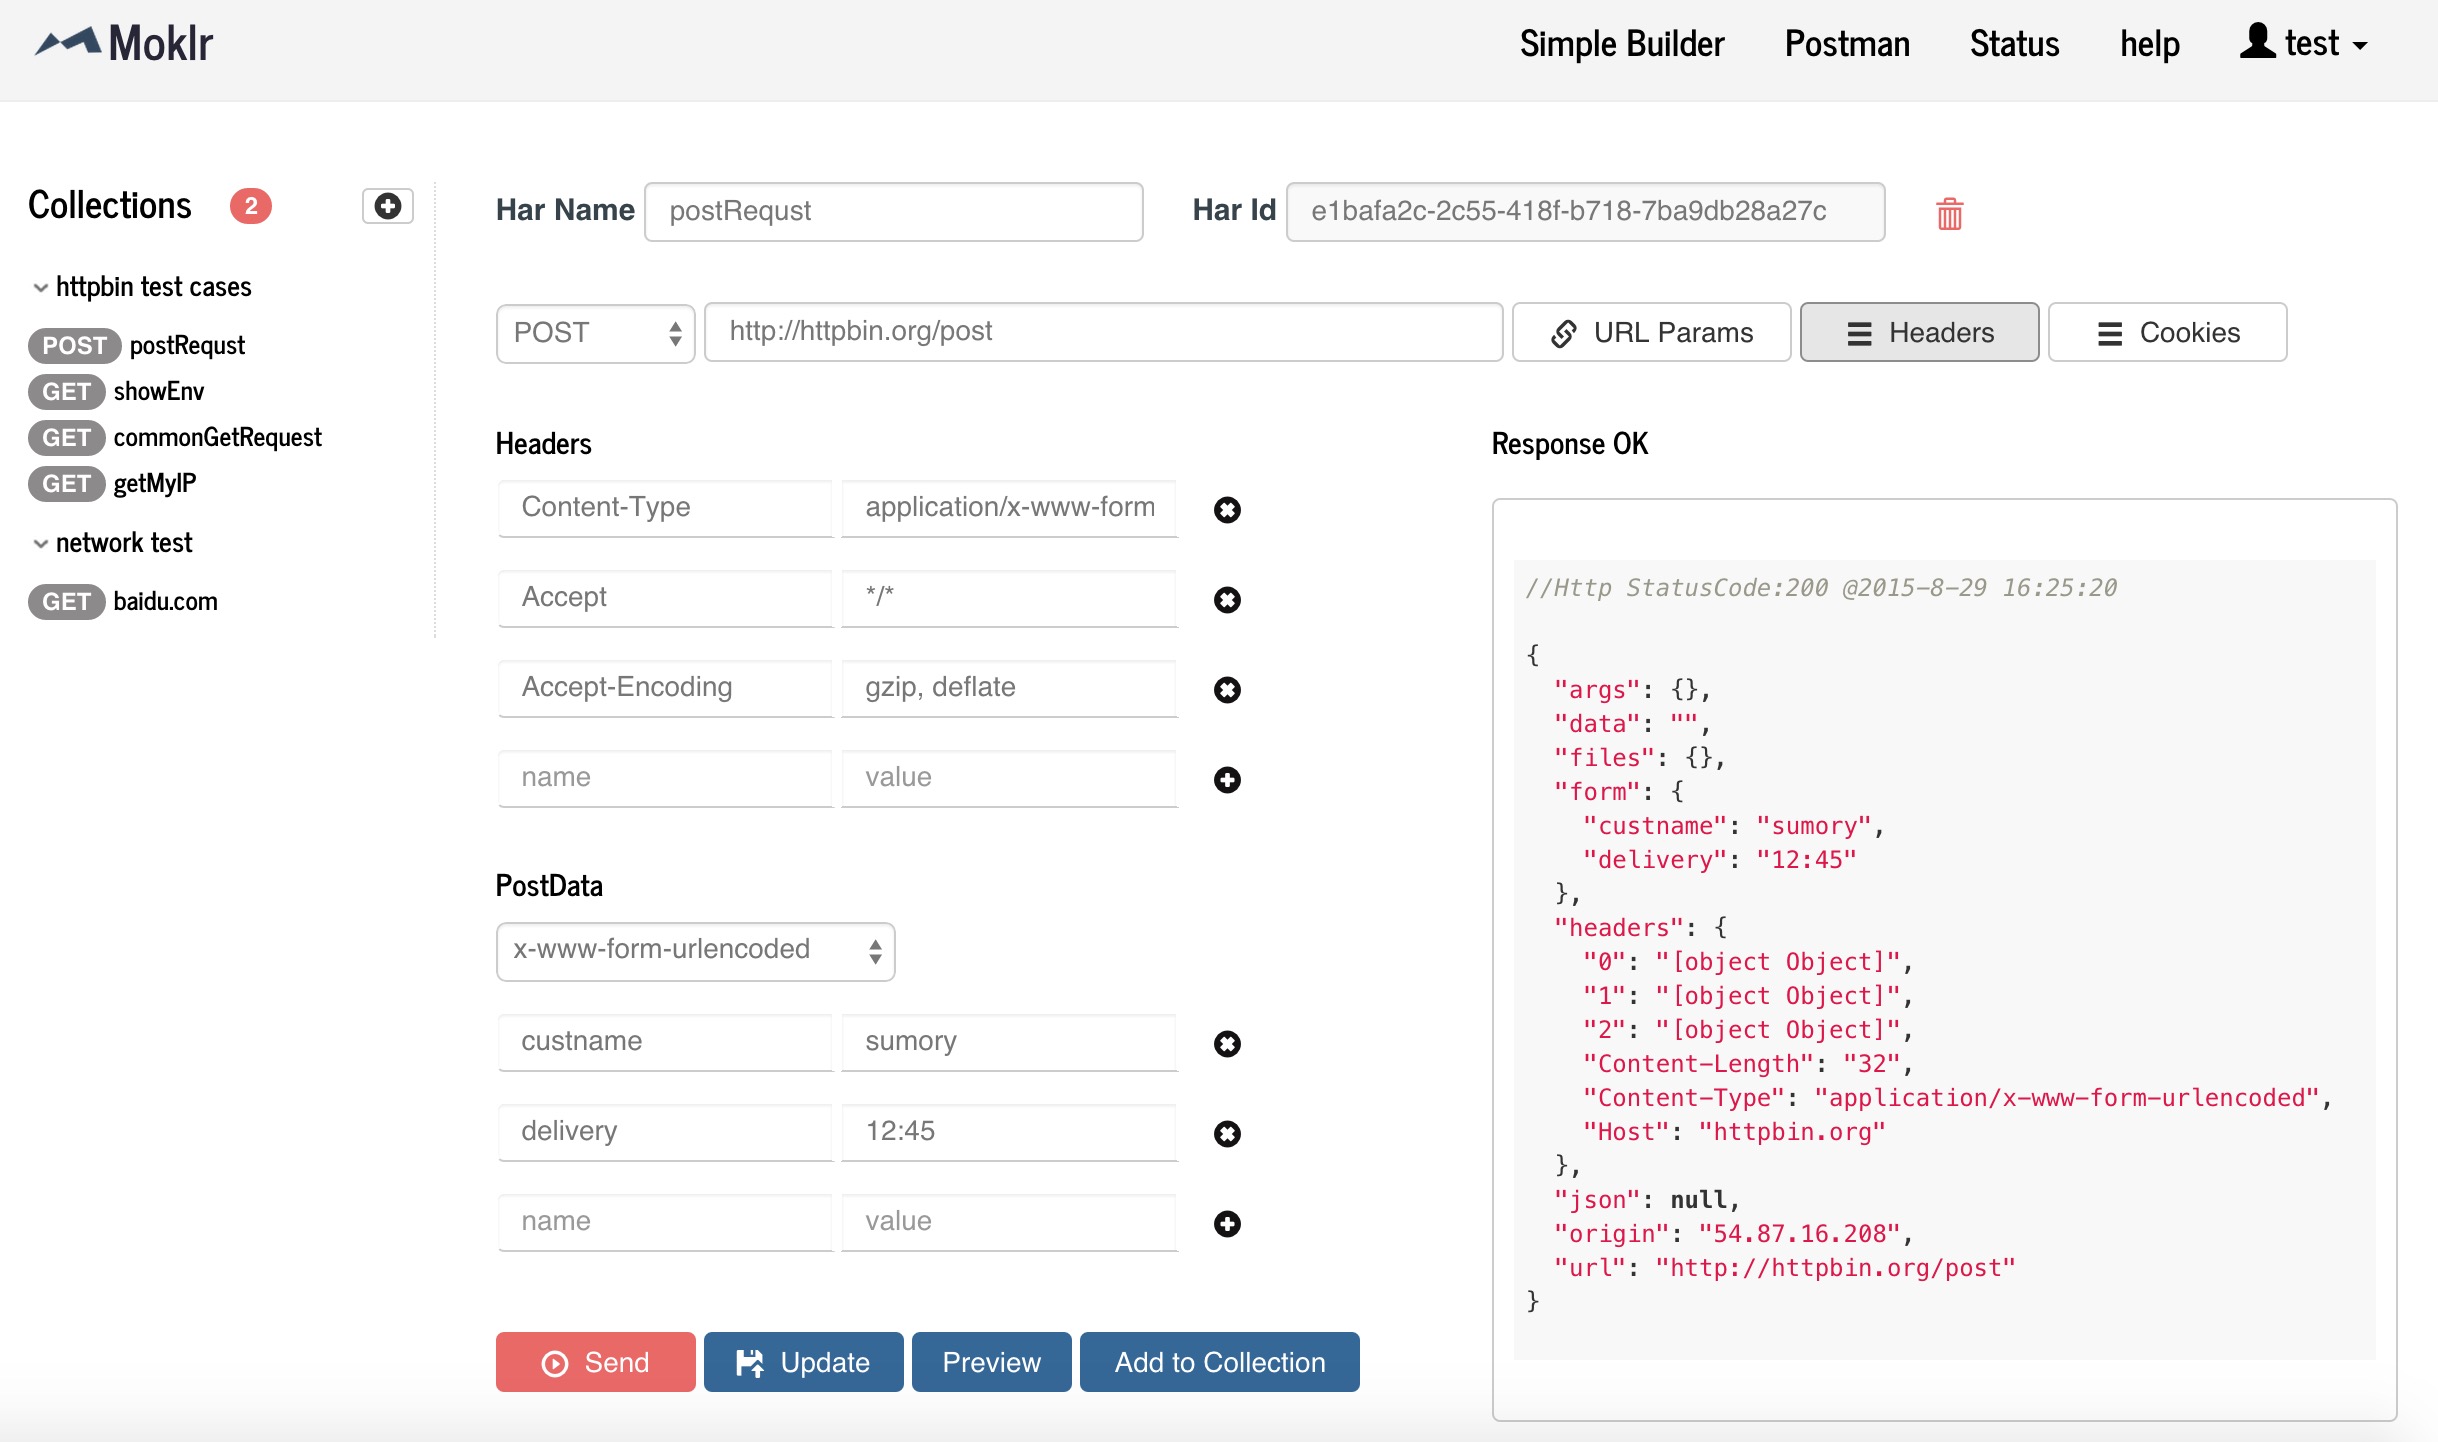 Moklr
Simple Builder Postman Status help test
Collections 2
httpbin test cases
POST postRequst
GET showEnv
GET commonGetRequest
GET getMyIP
network test
GET baidu.com
Har Name postRequst Har Id e1bafa2c-2c55-418f-b718-7ba9db28a27c
POST http://httpbin.org/post URL Params Headers Cookies
Headers
Content-Type application/x-www-form
Accept */*
Accept-Encoding gzip, deflate
name value
PostData
x-www-form-urlencoded
custname sumory
delivery 12:45
name value
Send Update Preview Add to Collection
Response OK
//Http StatusCode:200 @2015-8-29 16:25:20
{
"args": {},
"data": "",
"files": {},
"form": {
"custname": "sumory",
"delivery": "12:45"
},
"headers": {
"0": "[object Object]",
"1": "[object Object]",
"2": "[object Object]",
"Content-Length": "32",
"Content-Type": "application/x-www-form-urlencoded",
"Host": "httpbin.org"
},
"json": null,
"origin": "54.87.16.208",
"url": "http://httpbin.org/post"
}